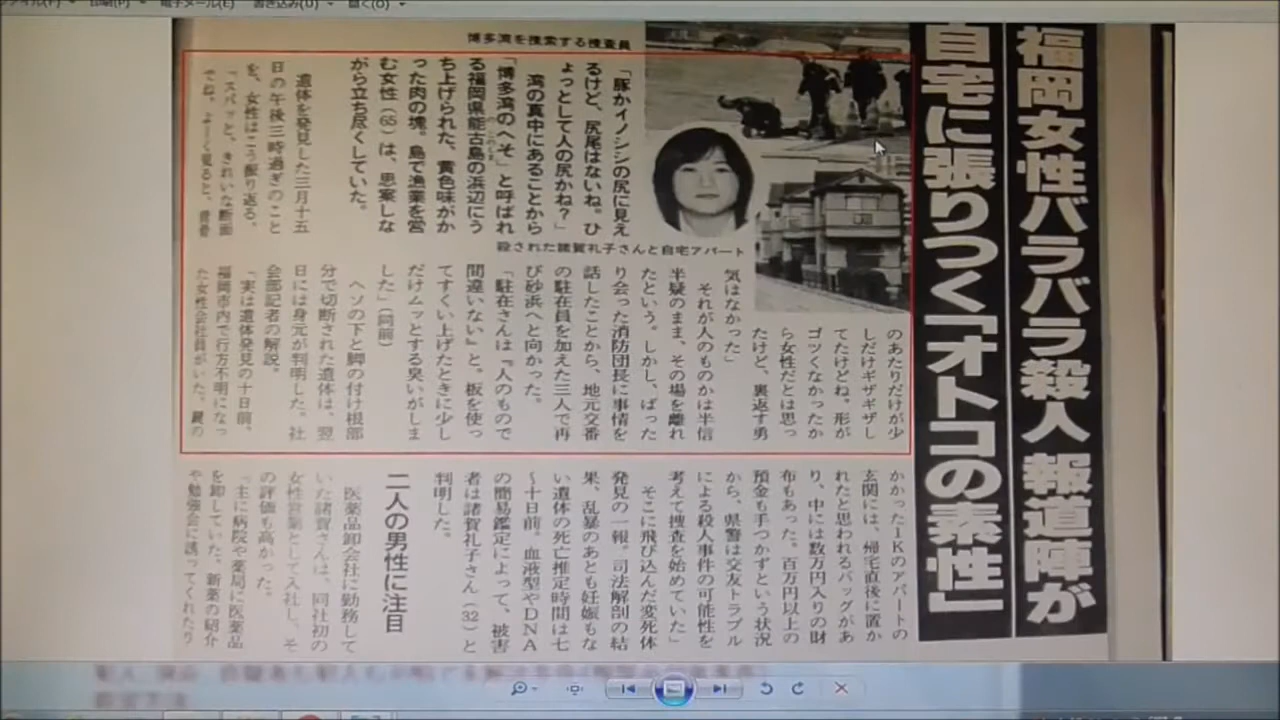 福岡女性バラバラ殺人 報道陣が
自宅に張りつく「オトコの素性」
博多湾を捜索する捜査員
殺された諸賀礼子さんと自宅アパート
「豚かイノシシの尻に見え
るけど、尻尾はないね。ひ
ょっとして人の尻かね?」
湾の真中にあることから
「博多湾のへそ」と呼ばれ
る福岡県能古島の浜辺にう
ち上げられた、黄色味がか
った肉の塊。島で漁業を営
む女性(65)は、思案しな
がら立ち尽くしていた。
遺体を発見した三月十五
日の午後三時過ぎのこと
を、女性はこう振り返る。
「スパッと、きれいな断面
でね。よーく見ると、背骨
のあたりだけが少
しだけギザギザし
てたけどね。形が
ゴツくなかったか
ら女性だとは思っ
たけど、裏返す勇
気はなかった」
それが人のものかは半信
半疑のまま、その場を離れ
たという。しかし、ばった
り会った消防団長に事情を
話したことから、地元交番
の駐在員を加えた三人で再
び砂浜へと向かった。
「駐在さんは『人のもので
間違いない』と。板を使っ
てすくい上げたときに少し
だけムッとする臭いがしま
した」(同前)
ヘソの下と脚の付け根部
分で切断された遺体は、翌
日には身元が判明した。社
会部記者の解説。
「実は遺体発見の十日前、
福岡市内で行方不明になっ
た女性会社員がいた。鍵の
かかった1Kのアパートの
玄関には、帰宅直後に置か
れたと思われるバッグがあ
り、中には数万円入りの財
布もあった。百万円以上の
預金も手つかずという状況
から、県警は交友トラブル
による殺人事件の可能性を
考えて捜査を始めていた」
そこに飛び込んだ変死体
発見の一報。司法解剖の結
果、乱暴のあとも妊娠もな
い遺体の死亡推定時間は七
~十日前。血液型やDNA
の簡易鑑定によって、被害
者は諸賀礼子さん(32)と
判明した。
二人の男性に注目
医薬品卸会社に勤務して
いた諸賀さんは、同社初の
女性営業として入社し、そ
の評価も高かった。
「主に病院や薬局に医薬品
を卸していた。新薬の紹介
や勉強会に誘ってくれたり